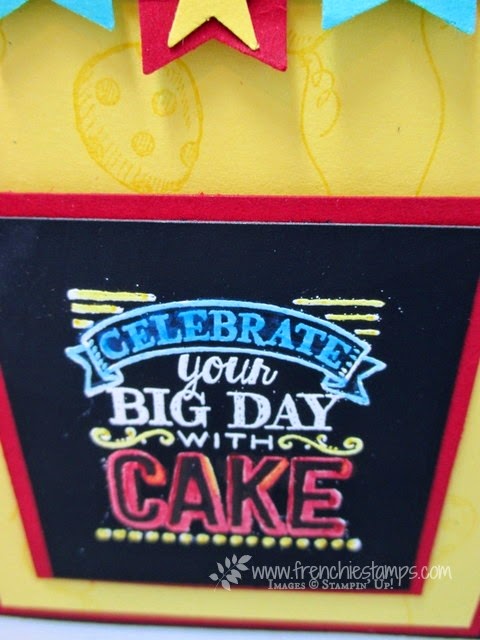 CELEBRATE
your
BIG DAY
WITH
CAKE
www.frenchiestamps.com
IMAGES © STAMPIN' UP!